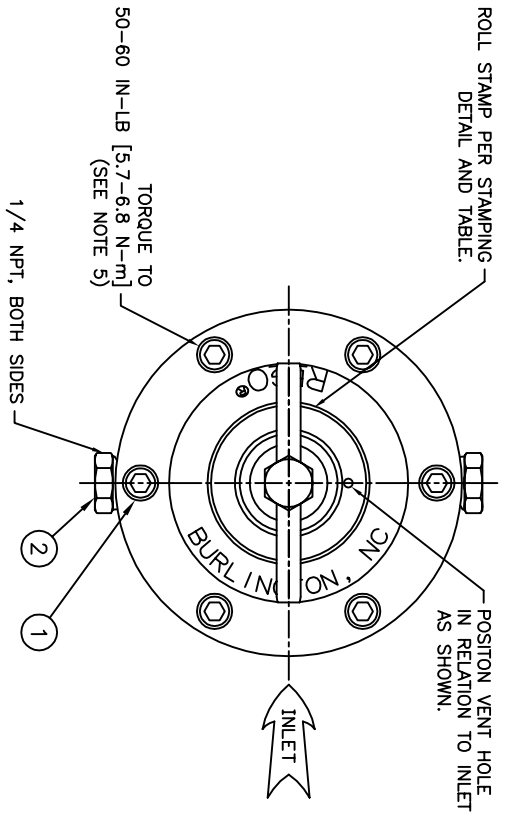 ROLL STAMP PER STAMPING
DETAIL AND TABLE.
POSITON VENT HOLE
IN RELATION TO INLET
AS SHOWN.
BURLINGTON, NC
INLET
TORQUE TO
50-60 IN-LB [5.7-6.8 N-m]
(SEE NOTE 5)
1/4 NPT, BOTH SIDES
2
1